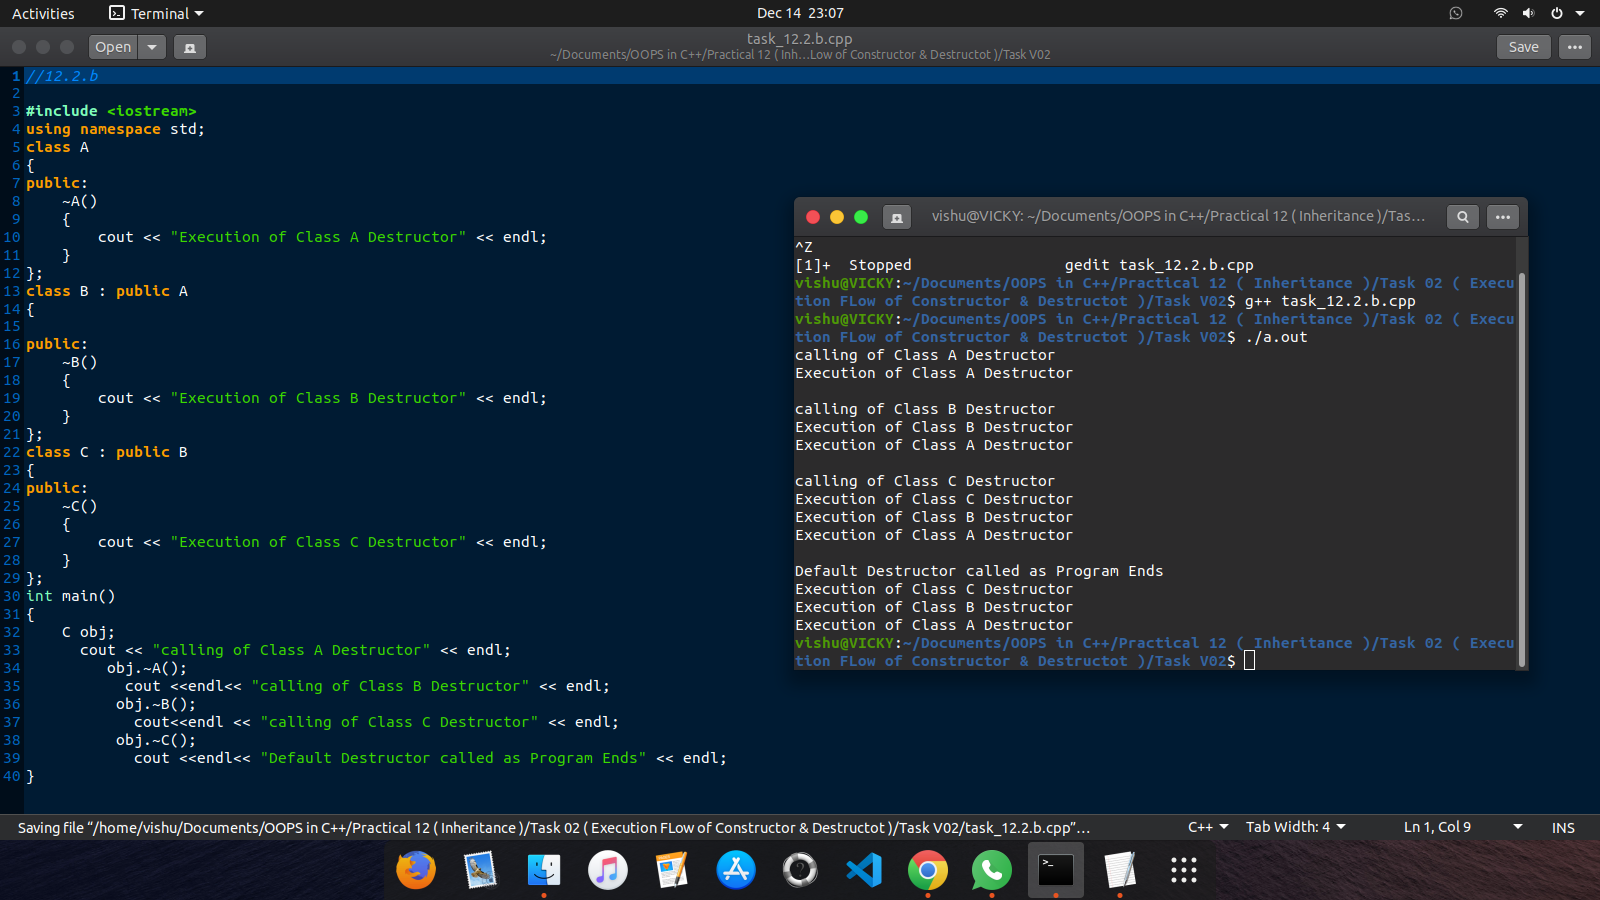 Activities
Terminal
Dec 14 23:07
Open
task_12.2.b.cpp
~/Documents/OOPS in C++/Practical 12 ( Inh...Low of Constructor & Destructot )/Task V02
Save
1 //12.2.b
2
3 #include <iostream>
4 using namespace std;
5 class A
6 {
7 public:
8     ~A()
9     {
10         cout << "Execution of Class A Destructor" << endl;
11     }
12 };
13 class B : public A
14 {
15
16 public:
17     ~B()
18     {
19         cout << "Execution of Class B Destructor" << endl;
20     }
21 };
22 class C : public B
23 {
24 public:
25     ~C()
26     {
27         cout << "Execution of Class C Destructor" << endl;
28     }
29 };
30 int main()
31 {
32     C obj;
33       cout << "calling of Class A Destructor" << endl;
34          obj.~A();
35            cout <<endl<< "calling of Class B Destructor" << endl;
36           obj.~B();
37             cout<<endl << "calling of Class C Destructor" << endl;
38           obj.~C();
39             cout <<endl<< "Default Destructor called as Program Ends" << endl;
40 }
vishu@VICKY: ~/Documents/OOPS in C++/Practical 12 ( Inheritance )/Tas...
^Z
[1]+  Stopped                 gedit task_12.2.b.cpp
vishu@VICKY:~/Documents/OOPS in C++/Practical 12 ( Inheritance )/Task 02 ( Execu
tion FLow of Constructor & Destructot )/Task V02$ g++ task_12.2.b.cpp
vishu@VICKY:~/Documents/OOPS in C++/Practical 12 ( Inheritance )/Task 02 ( Execu
tion FLow of Constructor & Destructot )/Task V02$ ./a.out
calling of Class A Destructor
Execution of Class A Destructor

calling of Class B Destructor
Execution of Class B Destructor
Execution of Class A Destructor

calling of Class C Destructor
Execution of Class C Destructor
Execution of Class B Destructor
Execution of Class A Destructor

Default Destructor called as Program Ends
Execution of Class C Destructor
Execution of Class B Destructor
Execution of Class A Destructor
vishu@VICKY:~/Documents/OOPS in C++/Practical 12 ( Inheritance )/Task 02 ( Execu
tion FLow of Constructor & Destructot )/Task V02$
Saving file “/home/vishu/Documents/OOPS in C++/Practical 12 ( Inheritance )/Task 02 ( Execution FLow of Constructor & Destructot )/Task V02/task_12.2.b.cpp”...
C++
Tab Width: 4
Ln 1, Col 9
INS